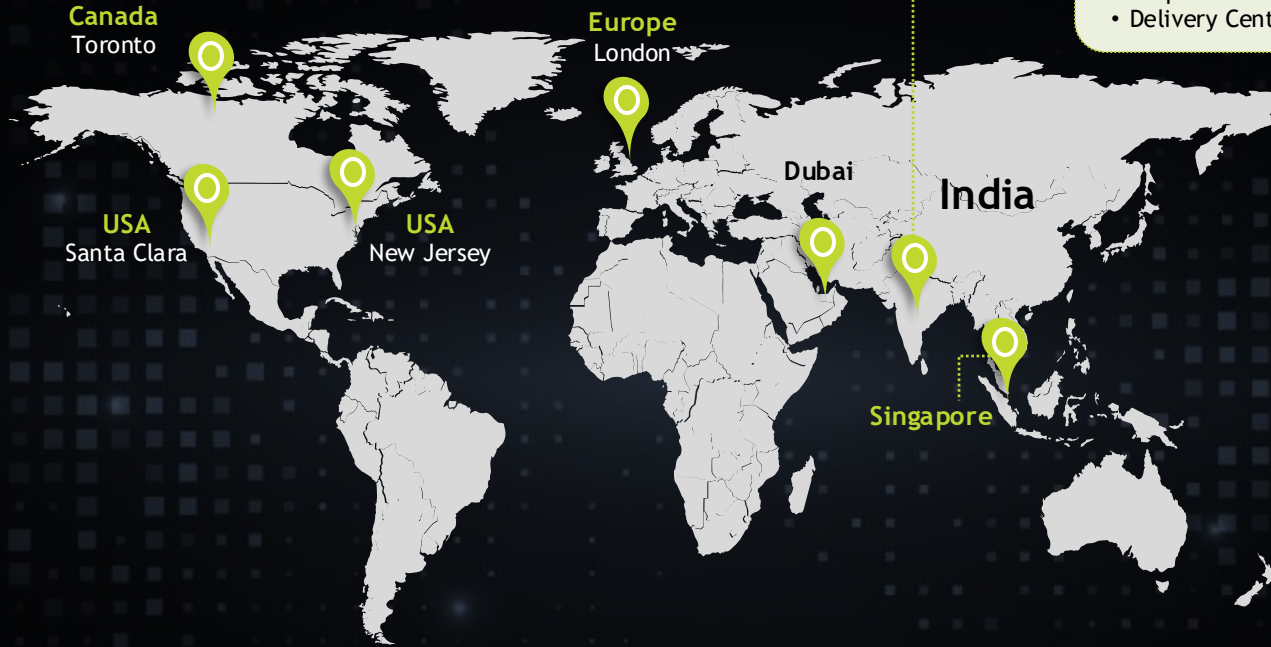 Canada
Toronto
Europe
London
• Delivery Cent
Dubai
India
USA
Santa Clara
USA
New Jersey
Singapore